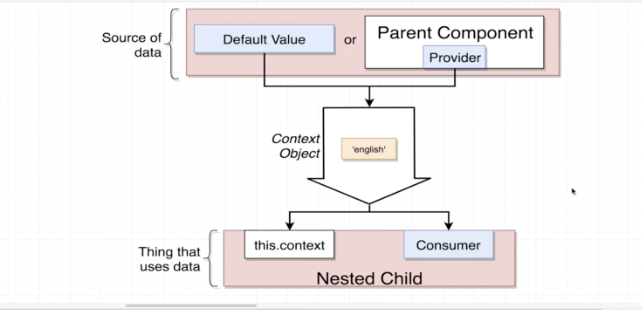 Source of
data
Default Value
or
Parent Component
Provider
Context
Object
'english'
Thing that
uses data
this.context
Consumer
Nested Child